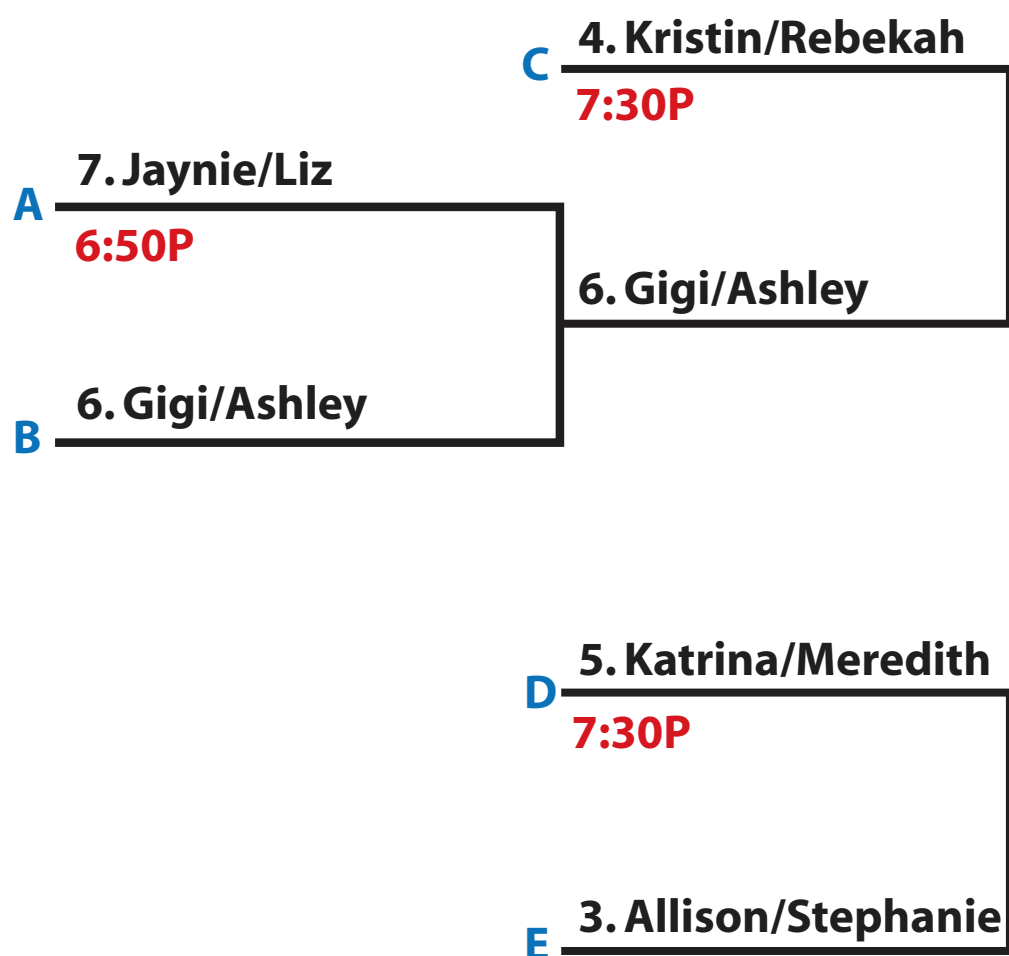 4. Kristin/Rebekah
C
7:30P
7. Jaynie/Liz
A
6:50P
6. Gigi/Ashley
6. Gigi/Ashley
B
5. Katrina/Meredith
D
7:30P
3. Allison/Stephanie
E